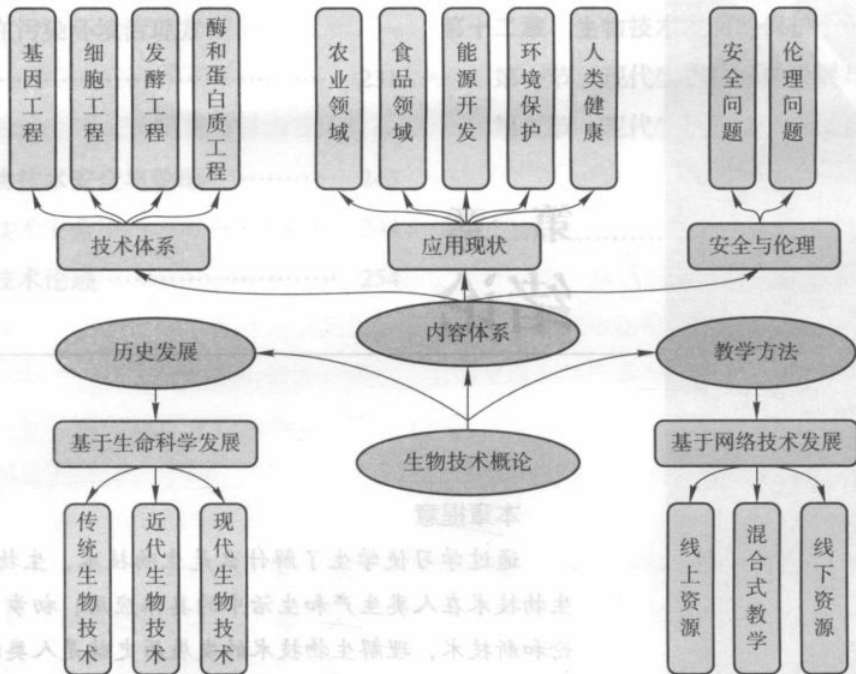 基因工程
细胞工程
发酵工程
酶和蛋白质工程
农业领域
食品领域
能源开发
环境保护
人类健康
安全问题
伦理问题
技术体系
应用现状
安全与伦理
254
历史发展
内容体系
教学方法
基于生命科学发展
生物技术概论
基于网络技术发展
传统生物技术
近代生物技术
现代生物技术
线上资源
混合式教学
线下资源
本章提要
通过学习使学生了解什
生物技术在人类生产和生活
论和新技术，理解生物技术的